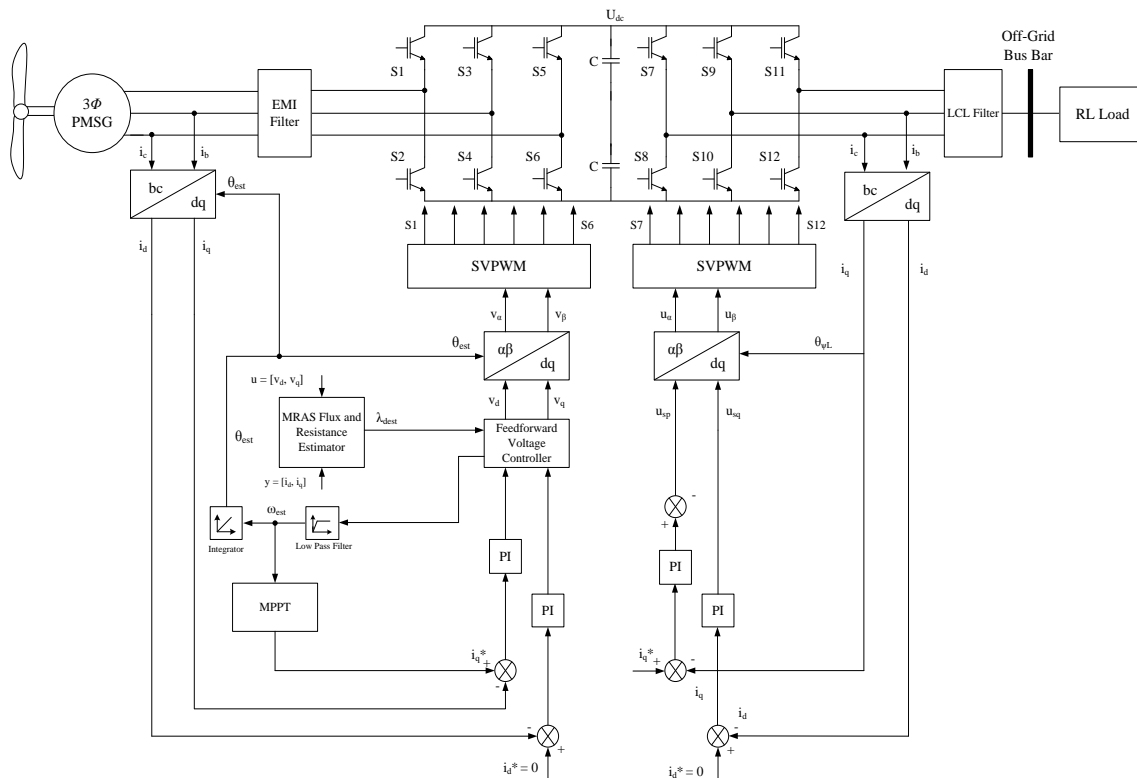 U_dc
Off-Grid
Bus Bar
S1
S3
S5
C
S7
S9
S11
3Φ
PMSG
EMI
Filter
LCL Filter
RL Load
i_c
i_b
S2
S4
S6
C
S8
S10
S12
i_c
i_b
bc
dq
θ_est
bc
dq
S1
S6
S7
S12
i_d
i_q
SVPWM
SVPWM
i_q
i_d
v_α
v_β
u_α
u_β
θ_est
αβ
dq
αβ
dq
θ_ψL
u = [v_d, v_q]
v_d
v_q
u_sp
u_sq
MRAS Flux and
Resistance
Estimator
λ_dest
Feedforward
Voltage
Controller
θ_est
y = [i_d, i_q]
ω_est
Integrator
Low Pass Filter
-
+
PI
PI
MPPT
PI
PI
i_q*
+
-
i_q*
+
-
i_q
i_d
-
+
-
+
i_d* = 0
i_d* = 0